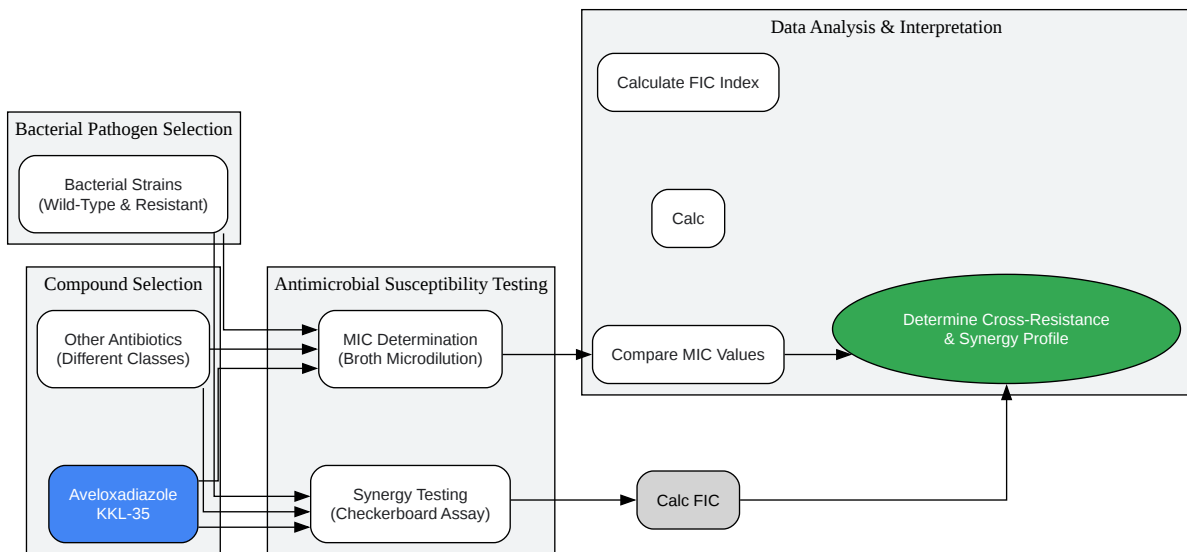 Data Analysis & Interpretation
Calculate FIC Index
Bacterial Pathogen Selection
Bacterial Strains
(Wild-Type & Resistant)
Calc
Compound Selection
Antimicrobial Susceptibility Testing
Other Antibiotics
(Different Classes)
MIC Determination
(Broth Microdilution)
Compare MIC Values
Determine Cross-Resistance
& Synergy Profile
Aveloxadiazole
KKL-35
Synergy Testing
(Checkerboard Assay)
Calc FIC